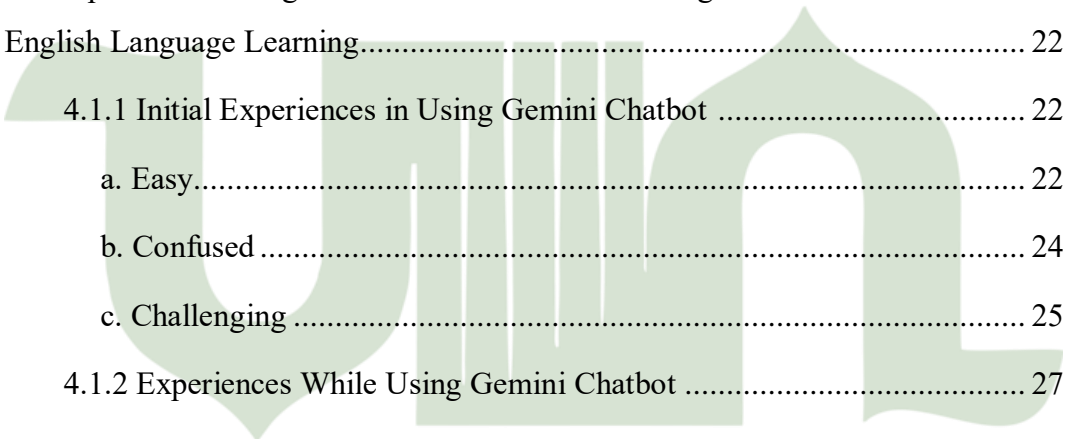 English Language Learning.................................................................................. 22
4.1.1 Initial Experiences in Using Gemini Chatbot ...................................... 22
a. Easy....................................................................................................... 22
b. Confused ............................................................................................... 24
c. Challenging ........................................................................................... 25
4.1.2 Experiences While Using Gemini Chatbot .......................................... 27